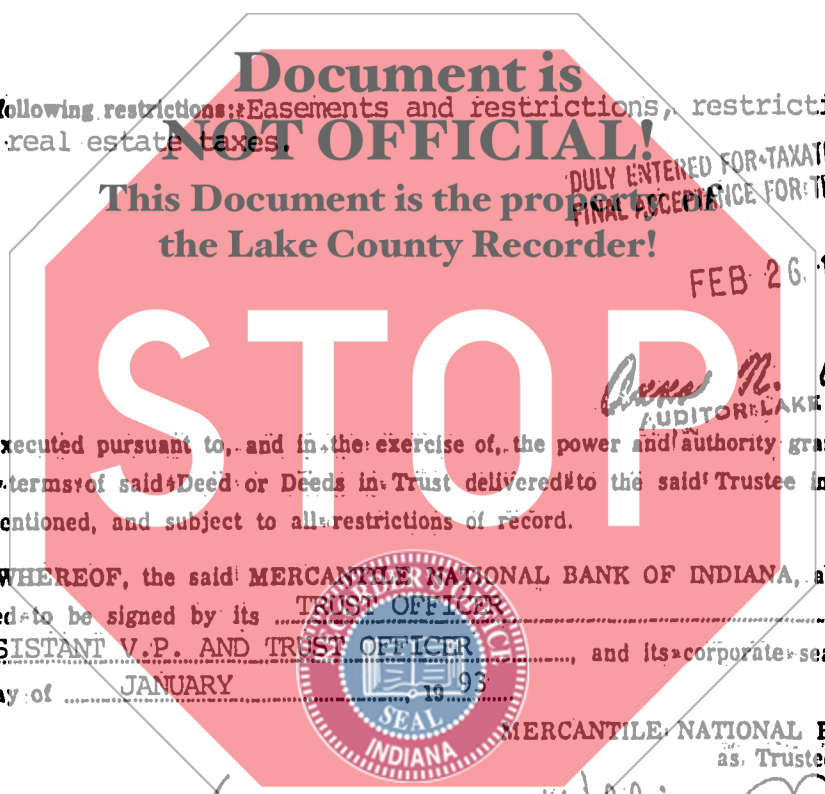 Document is
ollowing restrictions: Easements and restrictions, restricti
real estate taxes.
NOT OFFICIAL!
DULY ENTERED FOR TAXAT
FINAL ACCEPTANCE FOR T
This Document is the property of
the Lake County Recorder!
FEB 26
STOP
N.
AUDITOR LAKE
xecuted pursuant to, and in the exercise of, the power and authority gra
terms of said Deed or Deeds in Trust delivered to the said Trustee in
entioned, and subject to all restrictions of record.
WHEREOF, the said MERCANTILE NATIONAL BANK OF INDIANA, a
ed to be signed by its TRUST OFFICER
SISTANT V.P. AND TRUST OFFICER, and its corporate sea
ay of JANUARY, 19 93
SEAL
INDIANA
MERCANTILE NATIONAL B
as Truste